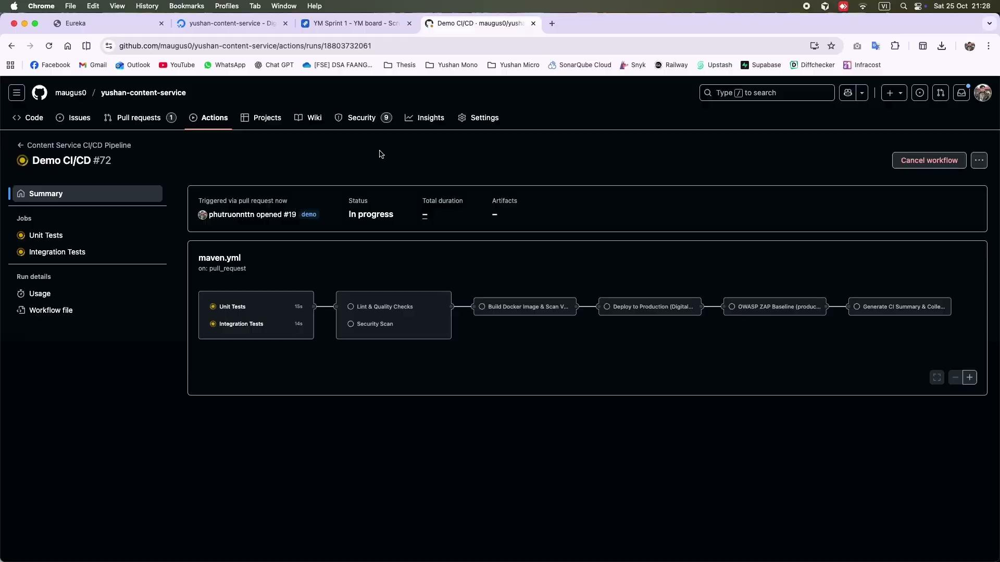 Chrome File Edit View History Bookmarks Profiles Tab Window Help VI Sat 25 Oct 21:28
Eureka yushan-content-service - Dig YM Sprint 1 - YM board - Scr Demo CI/CD · maugus0/yusha
github.com/maugus0/yushan-content-service/actions/runs/18803732061
Facebook Gmail Outlook YouTube WhatsApp Chat GPT [FSE] DSA FAANG... Thesis Yushan Mono Yushan Micro SonarQube Cloud Snyk Railway Upstash Supabase Diffchecker Infracost
maugus0 / yushan-content-service Type / to search
Code Issues Pull requests 1 Actions Projects Wiki Security 9 Insights Settings
← Content Service CI/CD Pipeline
Demo CI/CD #72
Cancel workflow ...
Summary
Jobs
Unit Tests
Integration Tests
Run details
Usage
Workflow file
Triggered via pull request now Status Total duration Artifacts
phutruonnttn opened #19 demo In progress – –
maven.yml
on: pull_request
Unit Tests 15s Lint & Quality Checks Build Docker Image & Scan V... Deploy to Production (Digital... OWASP ZAP Baseline (produc... Generate CI Summary & Colle...
Integration Tests 14s Security Scan